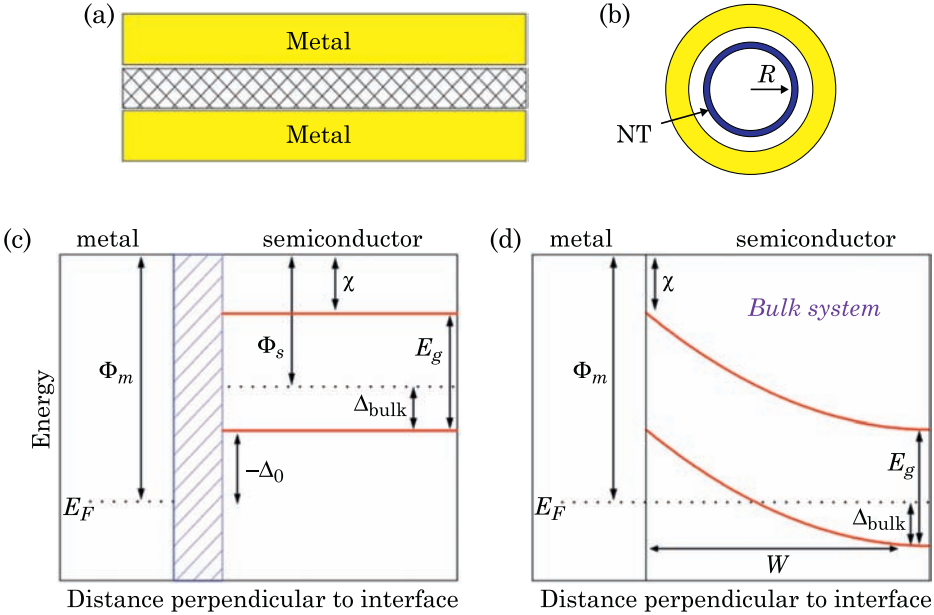 (a)
Metal
Metal
(b)
R
NT
(c)
metal
semiconductor
χ
Φm
Φs
Eg
Δbulk
–Δ0
EF
Energy
Distance perpendicular to interface
(d)
metal
semiconductor
χ
Bulk system
Φm
Eg
EF
Δbulk
W
Distance perpendicular to interface